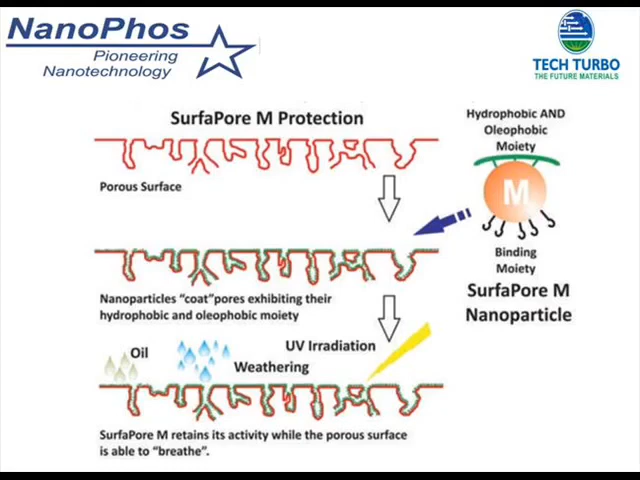 NanoPhos
Pioneering
Nanotechnology
TECH TURBO
THE FUTURE MATERIALS
SurfaPore M Protection
Hydrophobic AND
Oleophobic
Moiety
M
Porous Surface
Binding
Moiety
SurfaPore M
Nanoparticle
Nanoparticles "coat"pores exhibiting their
hydrophobic and oleophobic moiety
UV Irradiation
Oil
Weathering
SurfaPore M retains its activity while the porous surface
is able to "breathe".